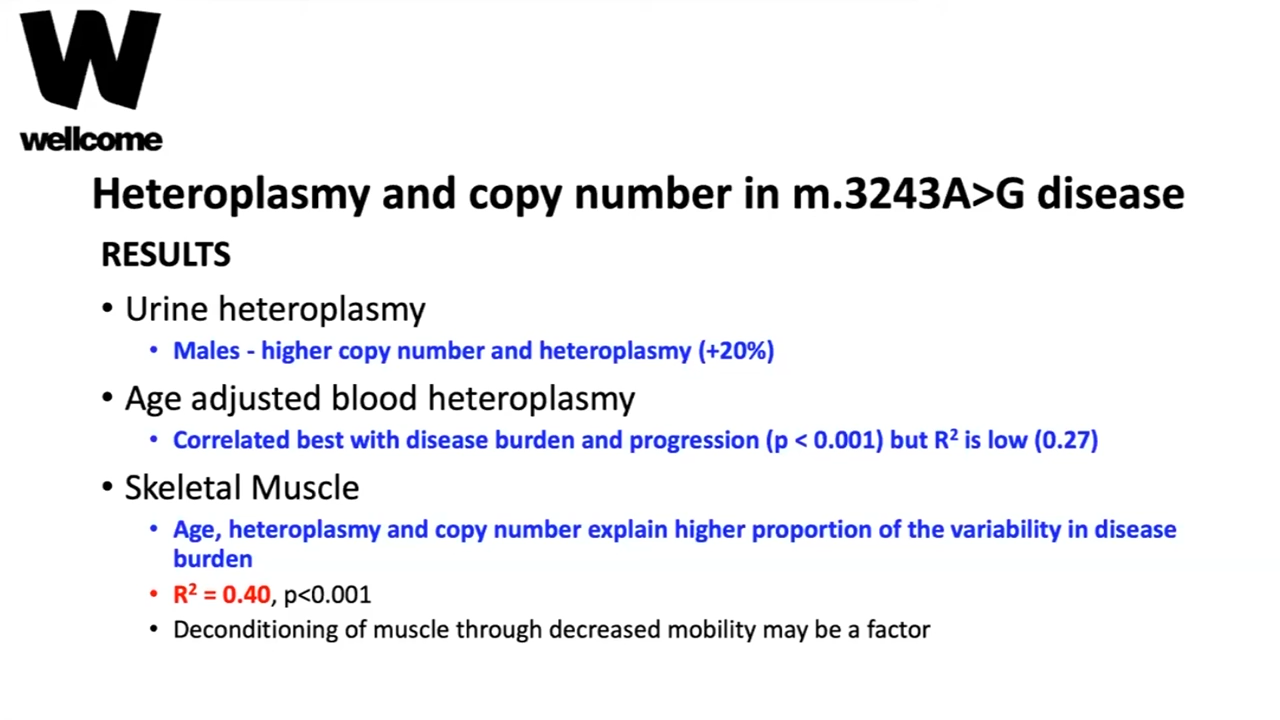 W
wellcome
Heteroplasmy and copy number in m.3243A>G disease
RESULTS
• Urine heteroplasmy
• Males - higher copy number and heteroplasmy (+20%)
• Age adjusted blood heteroplasmy
• Correlated best with disease burden and progression (p < 0.001) but R² is low (0.27)
• Skeletal Muscle
• Age, heteroplasmy and copy number explain higher proportion of the variability in disease
burden
• R² = 0.40, p<0.001
• Deconditioning of muscle through decreased mobility may be a factor